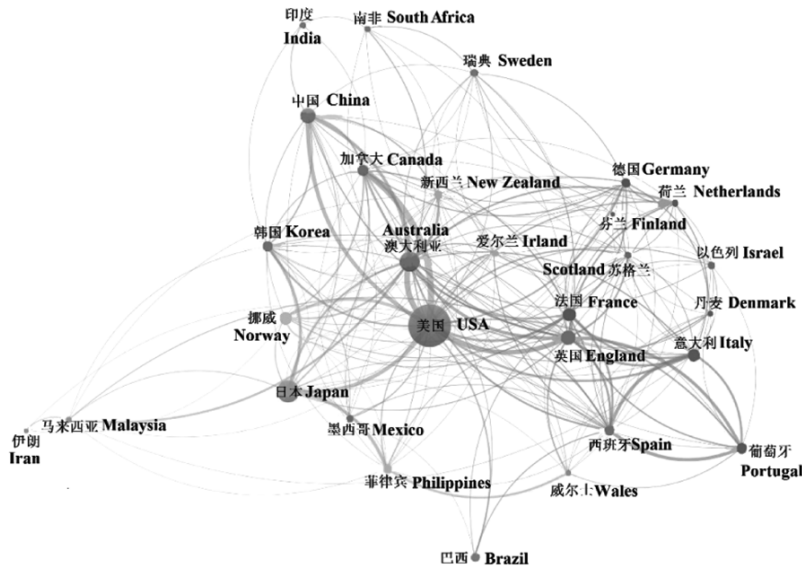 印度
India
南非 South Africa
瑞典 Sweden
中国 China
加拿大 Canada
新西兰 New Zealand
德国 Germany
荷兰 Netherlands
芬兰 Finland
韩国 Korea
Australia
澳大利亚
爱尔兰 Irland
Scotland 苏格兰
以色列 Israel
挪威
Norway
美国 USA
法国 France
丹麦 Denmark
英国 England
意大利 Italy
日本 Japan
马来西亚 Malaysia
伊朗
Iran
墨西哥 Mexico
西班牙 Spain
葡萄牙
Portugal
菲律宾 Philippines
威尔士 Wales
巴西 Brazil